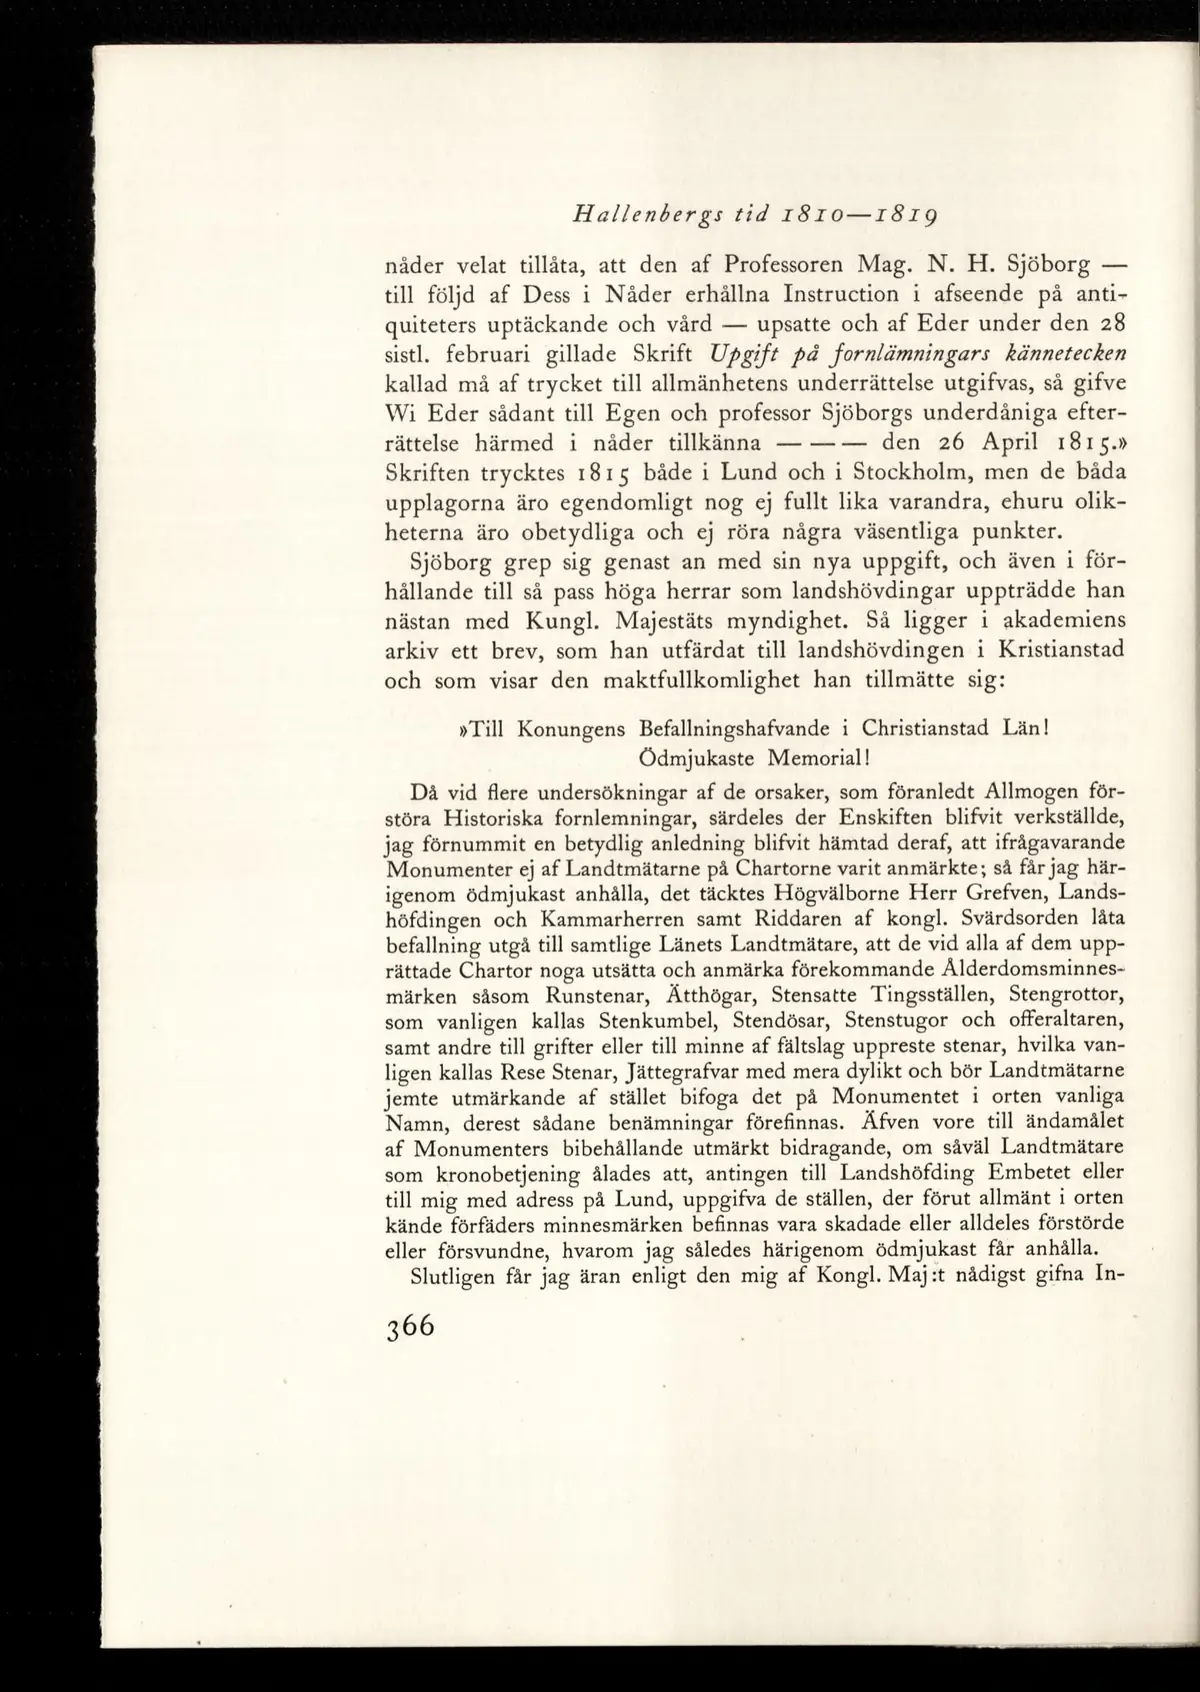 Hallenbergs tid 1810—1819
nåder velat tillåta, att den af Professoren Mag. N. H. Sjöborg —
till följd af Dess i Nåder erhållna Instruction i afseende på anti-
quiteters uptäckande och vård — upsatte och af Eder under den 28
sistl. februari gillade Skrift Upgift på fornlämningars kännetecken
kallad må af trycket till allmänhetens underrättelse utgifvas, så gifve
Wi Eder sådant till Egen och professor Sjöborgs underdåniga efter-
rättelse härmed i nåder tillkänna — — — den 26 April 1815.»
Skriften trycktes 1815 både i Lund och i Stockholm, men de båda
upplagorna äro egendomligt nog ej fullt lika varandra, ehuru olik-
heterna äro obetydliga och ej röra några väsentliga punkter.
Sjöborg grep sig genast an med sin nya uppgift, och även i för-
hållande till så pass höga herrar som landshövdingar uppträdde han
nästan med Kungl. Majestäts myndighet. Så ligger i akademiens
arkiv ett brev, som han utfärdat till landshövdingen i Kristianstad
och som visar den maktfullkomlighet han tillmätte sig:
»Till Konungens Befallningshafvande i Christianstad Län!
Ödmjukaste Memorial!
Då vid flere undersökningar af de orsaker, som föranledt Allmogen för-
störa Historiska fornlemningar, särdeles der Enskiften blifvit verkställde,
jag förnummit en betydlig anledning blifvit hämtad deraf, att ifrågavarande
Monumenter ej af Landtmätarne på Chartorne varit anmärkte; så får jag här-
igenom ödmjukast anhålla, det täcktes Högvälborne Herr Grefven, Lands-
höfdingen och Kammarherren samt Riddaren af kongl. Svärdsorden låta
befallning utgå till samtlige Länets Landtmätare, att de vid alla af dem upp-
rättade Chartor noga utsätta och anmärka förekommande Ålderdomsminnes-
märken såsom Runstenar, Ätthögar, Stensatte Tingsställen, Stengrottor,
som vanligen kallas Stenkumbel, Stendösar, Stenstugor och offeraltaren,
samt andre till grifter eller till minne af fältslag uppreste stenar, hvilka van-
ligen kallas Rese Stenar, Jättegrafvar med mera dylikt och bör Landtmätarne
jemte utmärkande af stället bifoga det på Monumentet i orten vanliga
Namn, derest sådane benämningar förefinnas. Äfven vore till ändamålet
af Monumenters bibehållande utmärkt bidragande, om såväl Landtmätare
som kronobetjening ålades att, antingen till Landshöfding Embetet eller
till mig med adress på Lund, uppgifva de ställen, der förut allmänt i orten
kände förfäders minnesmärken befinnas vara skadade eller alldeles förstörde
eller försvundne, hvarom jag således härigenom ödmjukast får anhålla.
Slutligen får jag äran enligt den mig af Kongl. Maj:t nådigst gifna In-
366